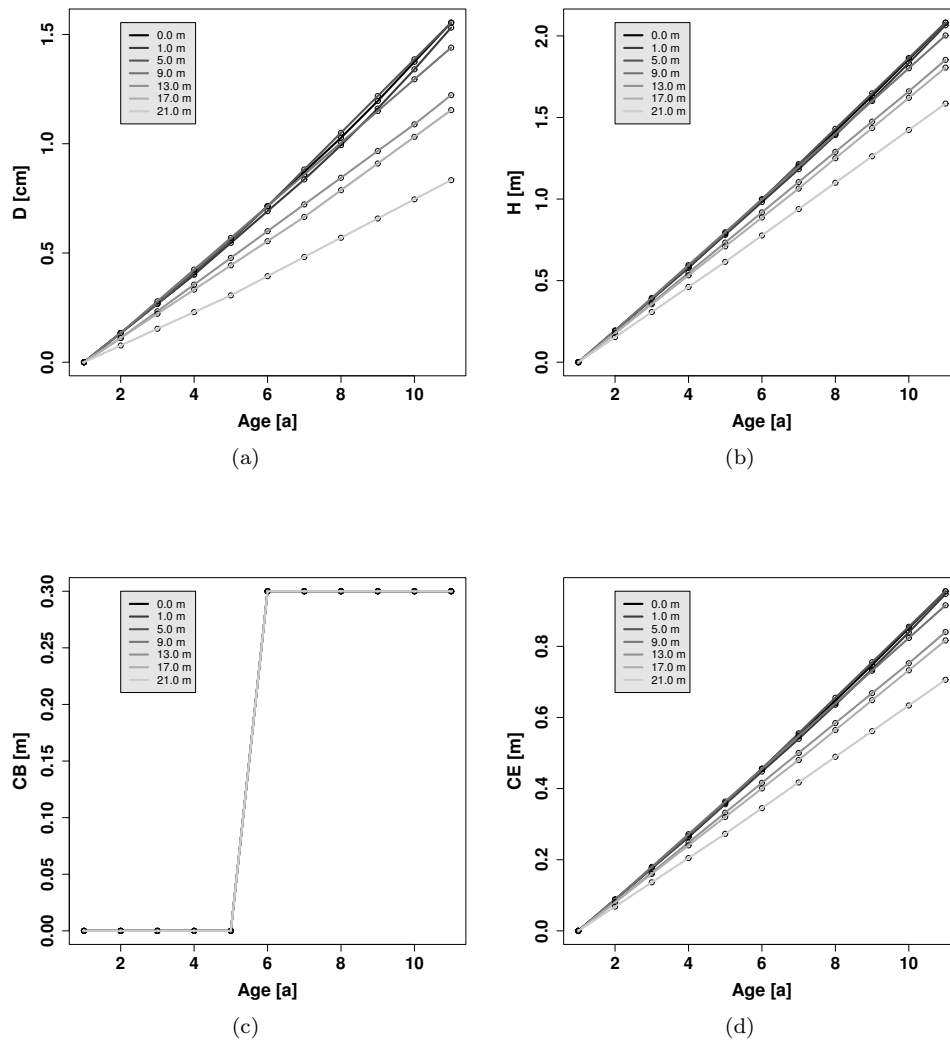 D [cm]
0.0
0.5
1.0
1.5
0.0 m
1.0 m
5.0 m
9.0 m
13.0 m
17.0 m
21.0 m
2 4 6 8 10
Age [a]
(a)
H [m]
0.0
0.5
1.0
1.5
2.0
0.0 m
1.0 m
5.0 m
9.0 m
13.0 m
17.0 m
21.0 m
2 4 6 8 10
Age [a]
(b)
CB [m]
0.00
0.05
0.10
0.15
0.20
0.25
0.30
0.0 m
1.0 m
5.0 m
9.0 m
13.0 m
17.0 m
21.0 m
2 4 6 8 10
Age [a]
(c)
CE [m]
0.0
0.2
0.4
0.6
0.8
0.0 m
1.0 m
5.0 m
9.0 m
13.0 m
17.0 m
21.0 m
2 4 6 8 10
Age [a]
(d)